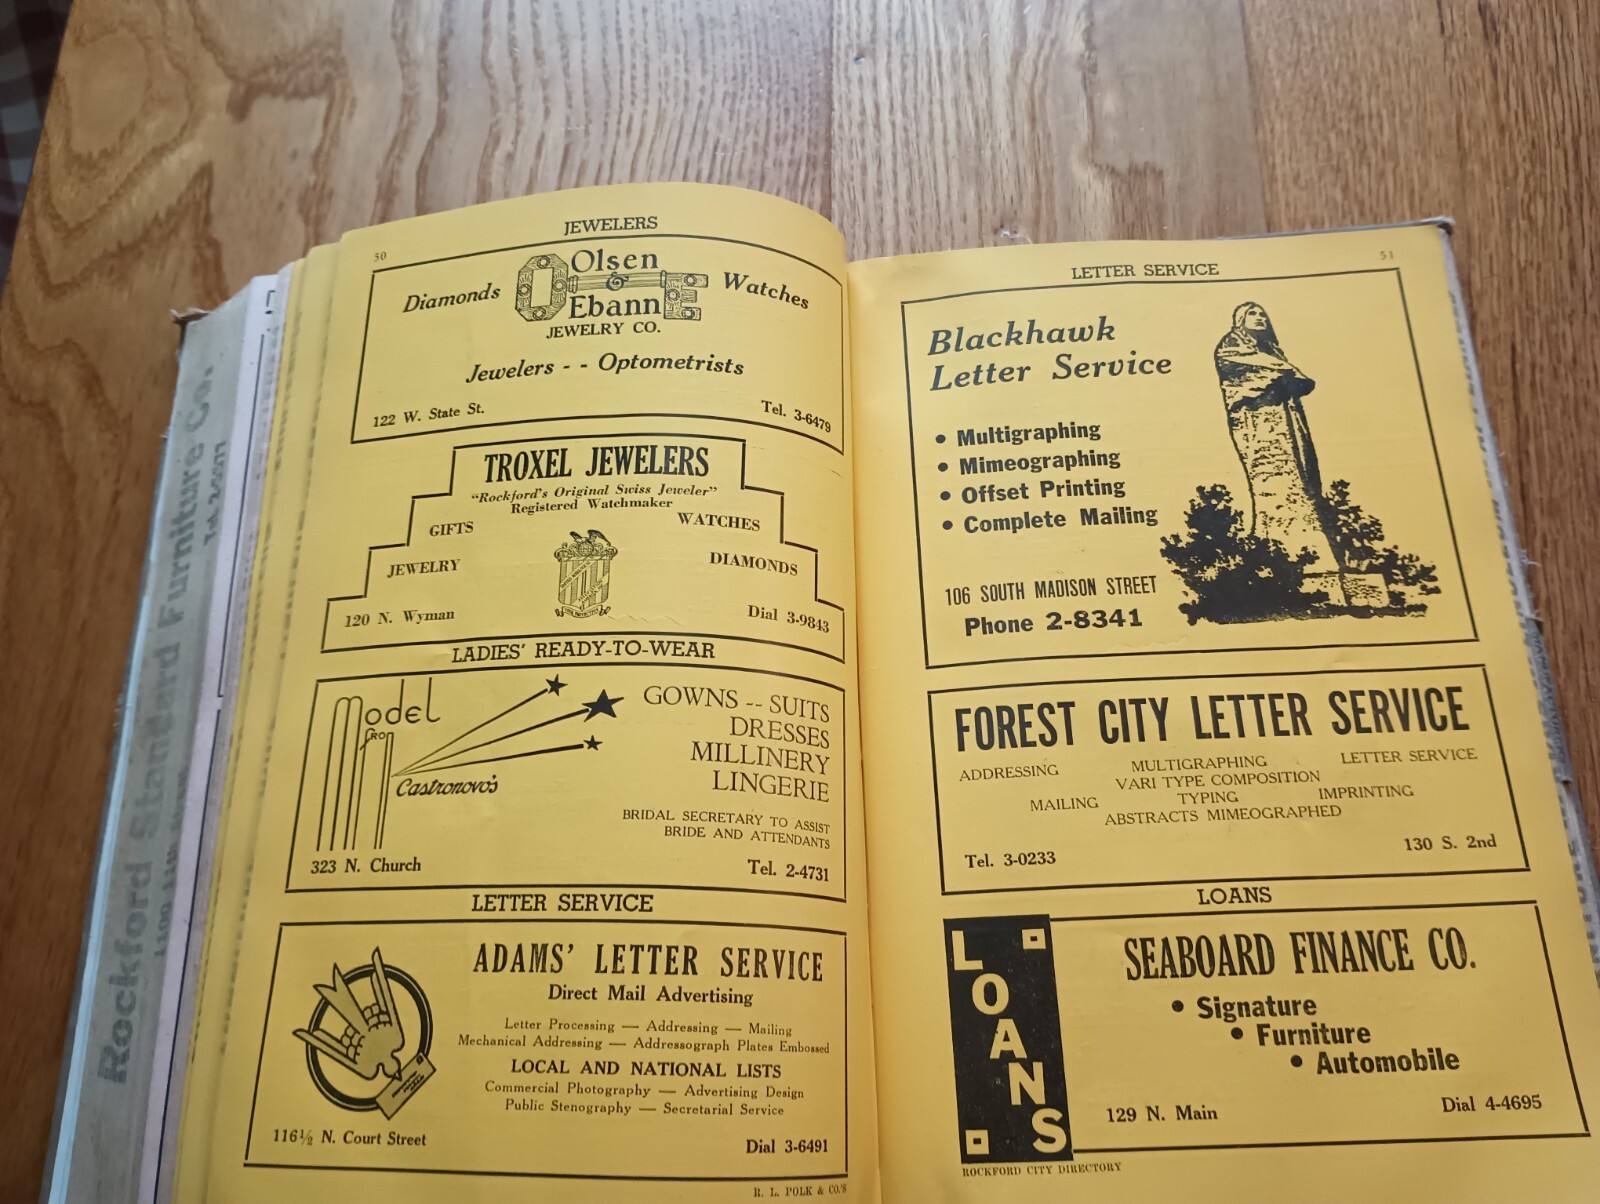 50
JEWELERS
Olsen
&
Ebann
OE
JEWELRY CO.
Diamonds
Watches
Jewelers - - Optometrists
122 W. State St.
Tel. 3-6479
TROXEL JEWELERS
"Rockford's Original Swiss Jeweler"
Registered Watchmaker
GIFTS
WATCHES
JEWELRY
DIAMONDS
120 N. Wyman
Dial 3-9843
LADIES' READY-TO-WEAR
Model
Frock
Castronovo's
GOWNS -- SUITS
DRESSES
MILLINERY
LINGERIE
BRIDAL SECRETARY TO ASSIST
BRIDE AND ATTENDANTS
323 N. Church
Tel. 2-4731
LETTER SERVICE
ADAMS' LETTER SERVICE
Direct Mail Advertising
Letter Processing — Addressing — Mailing
Mechanical Addressing — Addressograph Plates Embossed
LOCAL AND NATIONAL LISTS
Commercial Photography — Advertising Design
Public Stenography — Secretarial Service
116½ N. Court Street
Dial 3-6491
R. L. POLK & CO.'S
51
LETTER SERVICE
Blackhawk
Letter Service
• Multigraphing
• Mimeographing
• Offset Printing
• Complete Mailing
106 SOUTH MADISON STREET
Phone 2-8341
FOREST CITY LETTER SERVICE
ADDRESSING MULTIGRAPHING LETTER SERVICE
VARI TYPE COMPOSITION
MAILING TYPING IMPRINTING
ABSTRACTS MIMEOGRAPHED
Tel. 3-0233
130 S. 2nd
LOANS
LOANS
SEABOARD FINANCE CO.
• Signature
• Furniture
• Automobile
129 N. Main
Dial 4-4695
ROCKFORD CITY DIRECTORY
Rockford Standard Furniture Co.